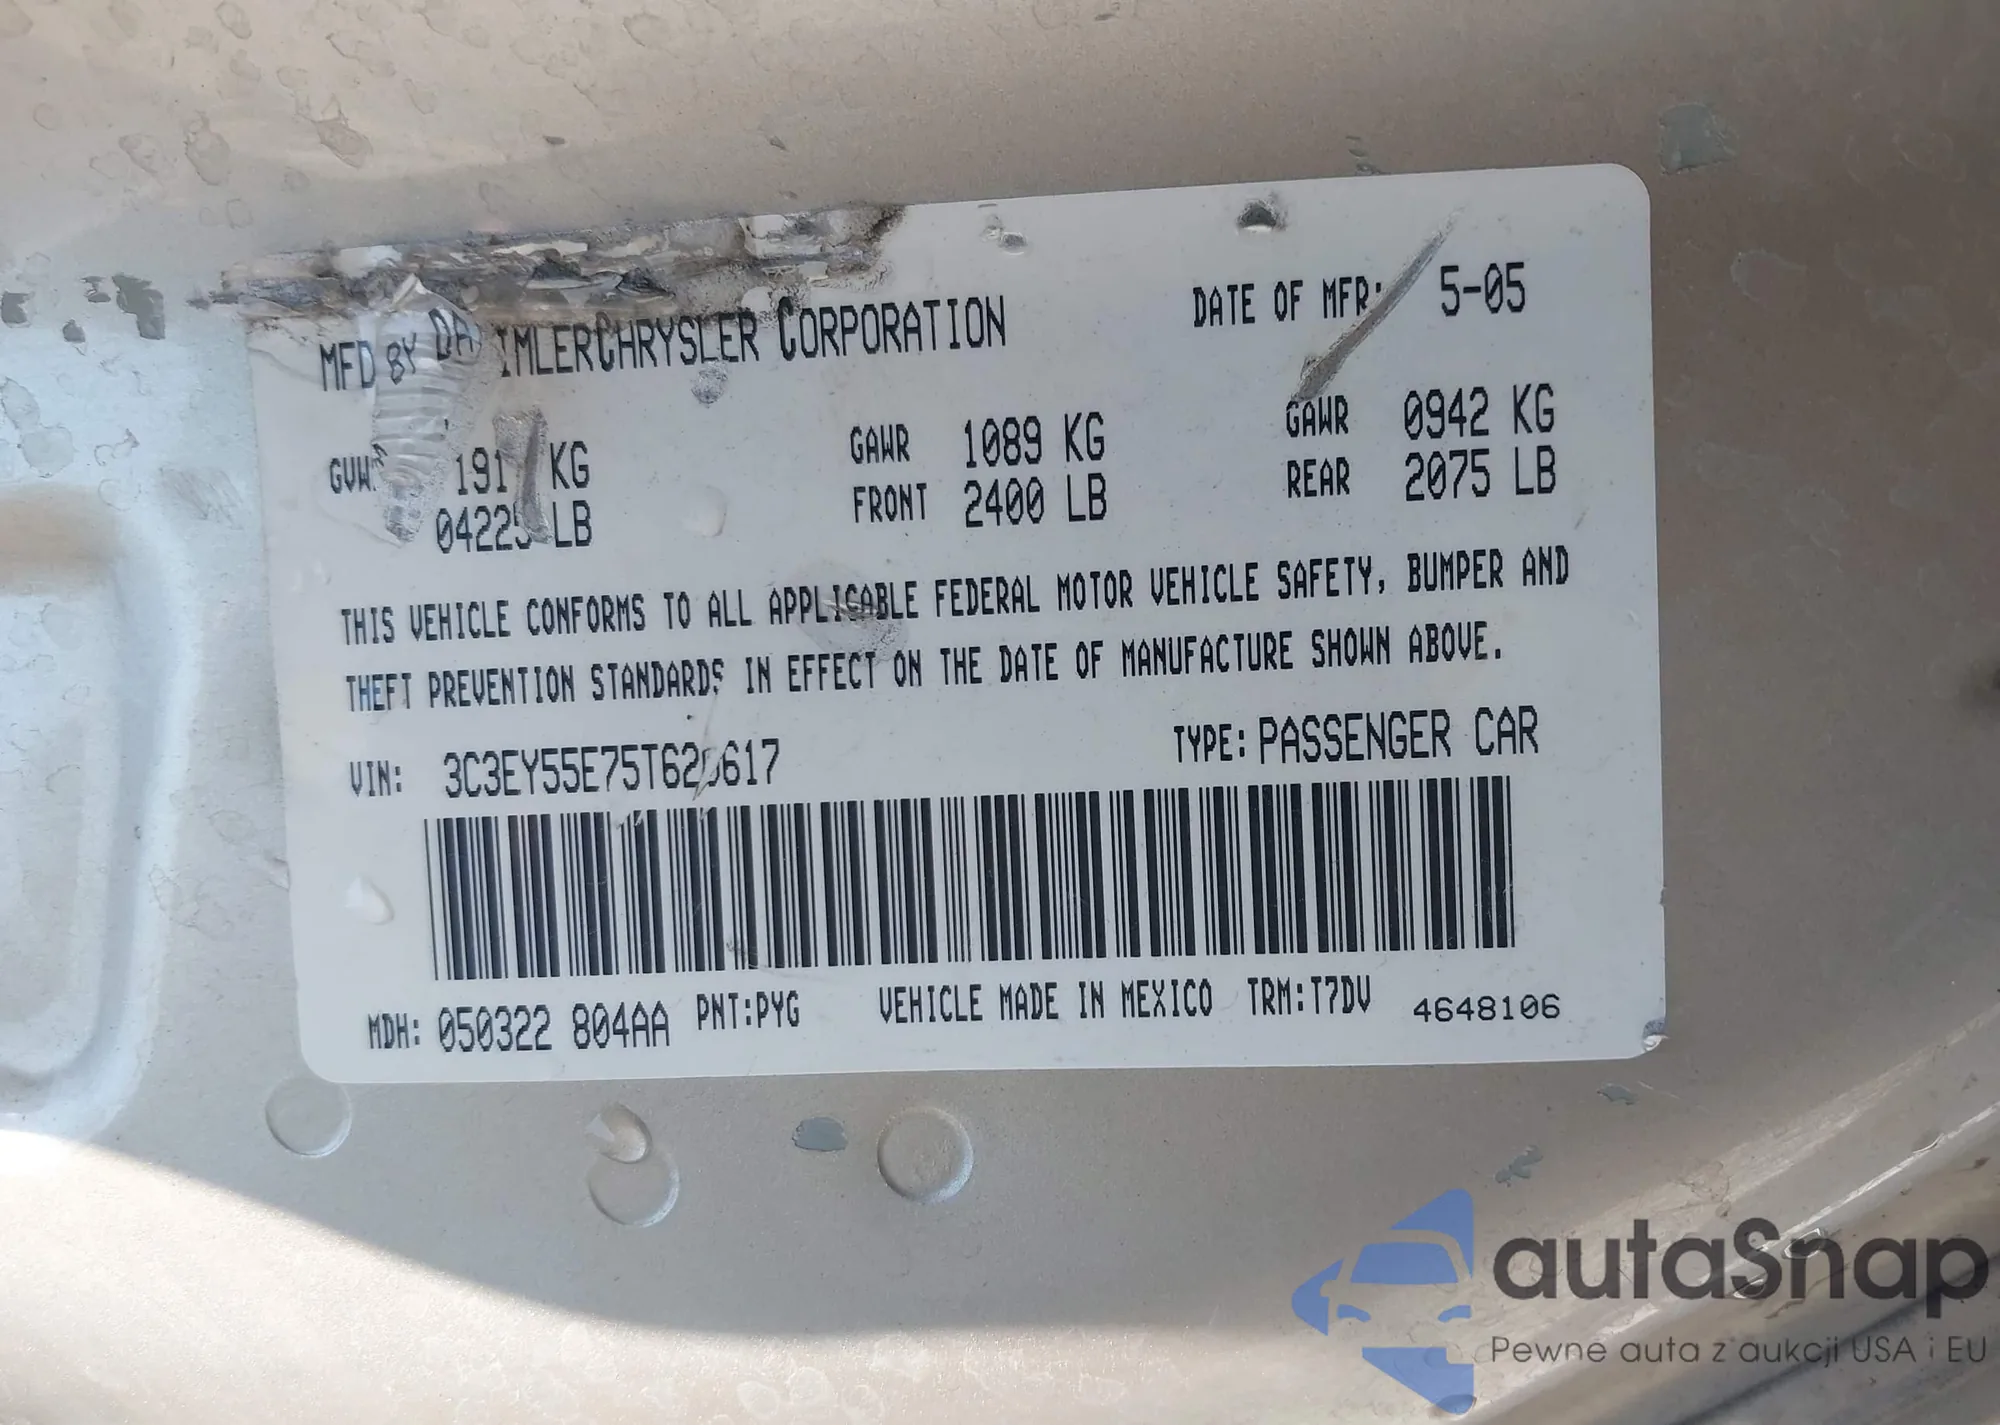 MFD BY DAIMLERCHRYSLER CORPORATION DATE OF MFR: 5-05
GAWR 1089 KG GAWR 0942 KG
04225 LB FRONT 2400 LB REAR 2075 LB
THIS VEHICLE CONFORMS TO ALL APPLICABLE FEDERAL MOTOR VEHICLE SAFETY, BUMPER AND
THEFT PREVENTION STANDARDS IN EFFECT ON THE DATE OF MANUFACTURE SHOWN ABOVE.
VIN: TYPE: PASSENGER CAR
MDH: 050322 804AA PNT:PYG VEHICLE MADE IN MEXICO TRM:T7DV 4648106
autaSnap
Pewne auta z aukcji USA i EU